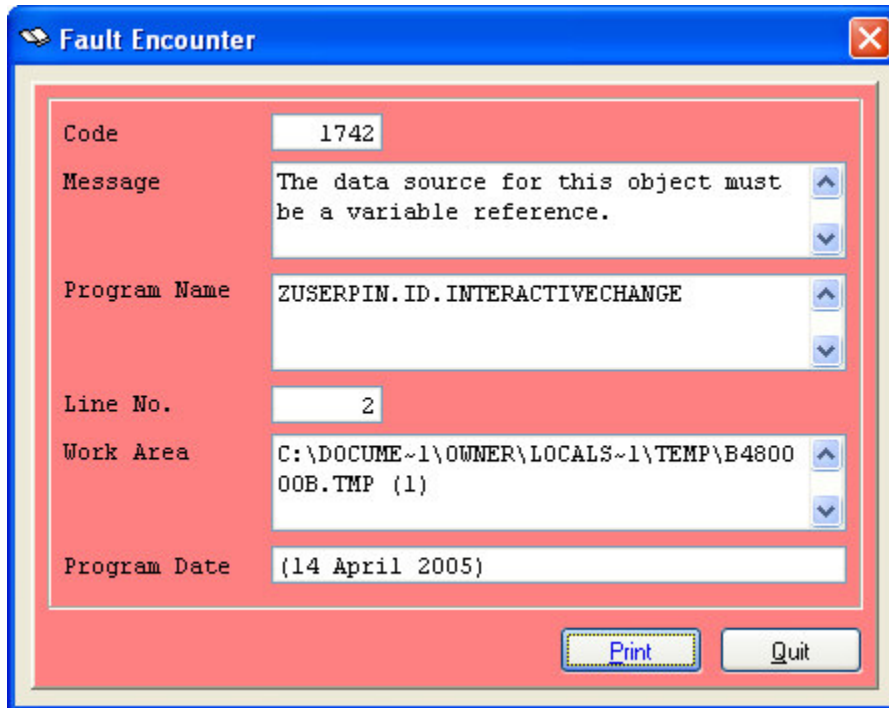 Fault Encounter
Code 1742
Message The data source for this object must
be a variable reference.
Program Name ZUSERPIN.ID.INTERACTIVECHANGE
Line No. 2
Work Area C:\DOCUME~1\OWNER\LOCALS~1\TEMP\B4800
00B.TMP (1)
Program Date (14 April 2005)
Print Quit